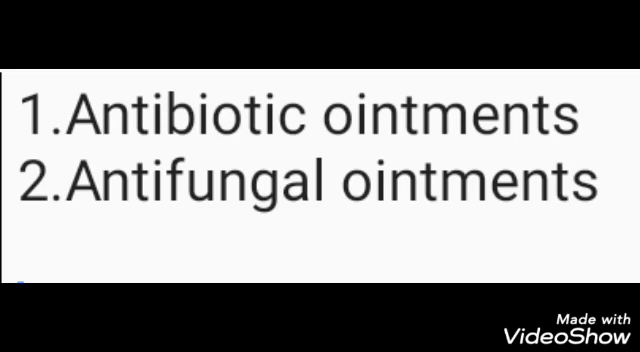 1.Antibiotic ointments
2.Antifungal ointments
Made with
VideoShow